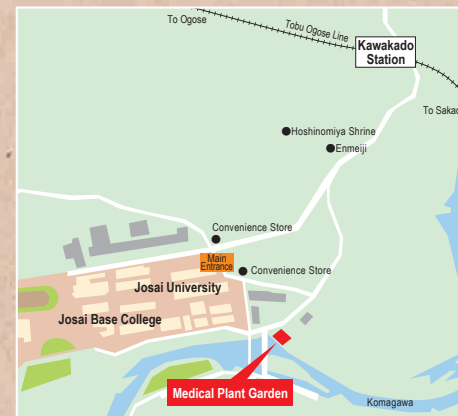 To Ogose
Tobu Ogose Line
Kawakado
Station
To Sakado
Hoshinomiya Shrine
Enmeiji
Convenience Store
Main
Entrance
Convenience Store
Josai University
Josai Base College
Medical Plant Garden
Komagawa